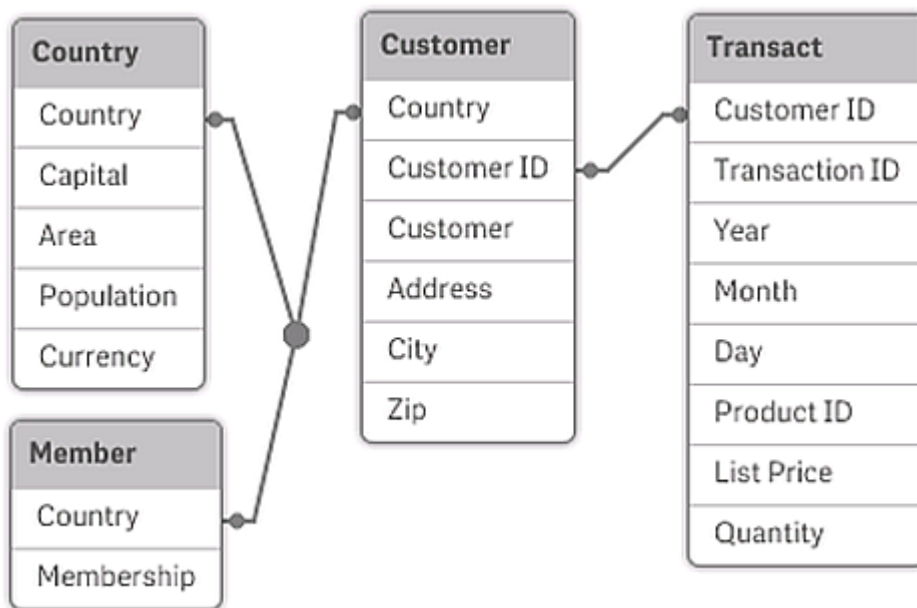 Country
Country
Capital
Area
Population
Currency
Member
Country
Membership
Customer
Country
Customer ID
Customer
Address
City
Zip
Transact
Customer ID
Transaction ID
Year
Month
Day
Product ID
List Price
Quantity